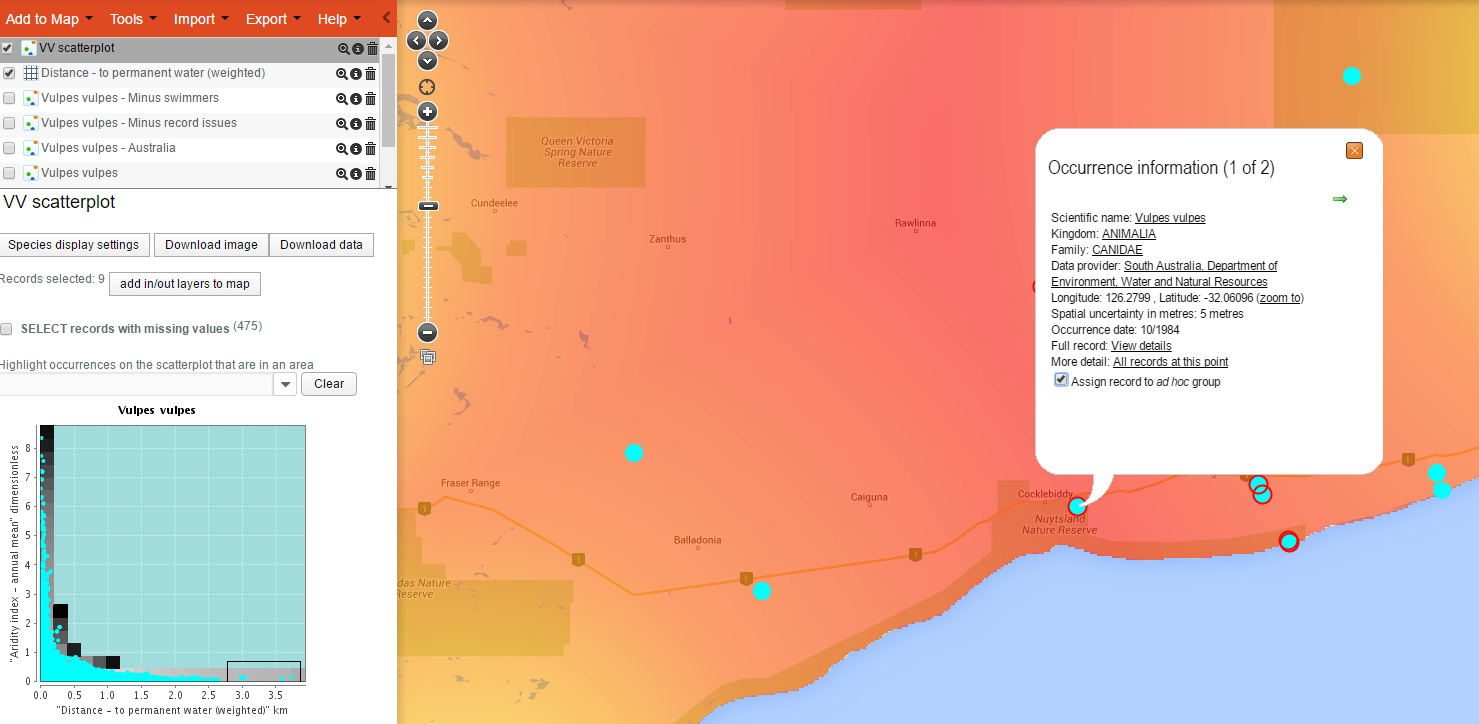 Add to Map Tools Import Export Help
VV scatterplot
Distance - to permanent water (weighted)
Vulpes vulpes - Minus swimmers
Vulpes vulpes - Minus record issues
Vulpes vulpes - Australia
Vulpes vulpes
VV scatterplot
Species display settings Download image Download data
Records selected: 9 add in/out layers to map
SELECT records with missing values (475)
Highlight occurrences on the scatterplot that are in an area
Clear
Vulpes vulpes
"Aridity index - annual mean" dimensionless
8
7
6
5
4
3
2
1
0
0.0 0.5 1.0 1.5 2.0 2.5 3.0 3.5
"Distance - to permanent water (weighted)" km
Queen Victoria
Spring Nature
Reserve
Cundeelee
Zanthus
Rawlinna
Fraser Range
Balladonia
Caiguna
Cocklebiddy
Nuytsland
Nature Reserve
das Nature
Reserve
1
1
1
1
1
Occurrence information (1 of 2)
Scientific name: Vulpes vulpes
Kingdom: ANIMALIA
Family: CANIDAE
Data provider: South Australia, Department of
Environment, Water and Natural Resources
Longitude: 126.2799 , Latitude: -32.06096 (zoom to)
Spatial uncertainty in metres: 5 metres
Occurrence date: 10/1984
Full record: View details
More detail: All records at this point
Assign record to ad hoc group